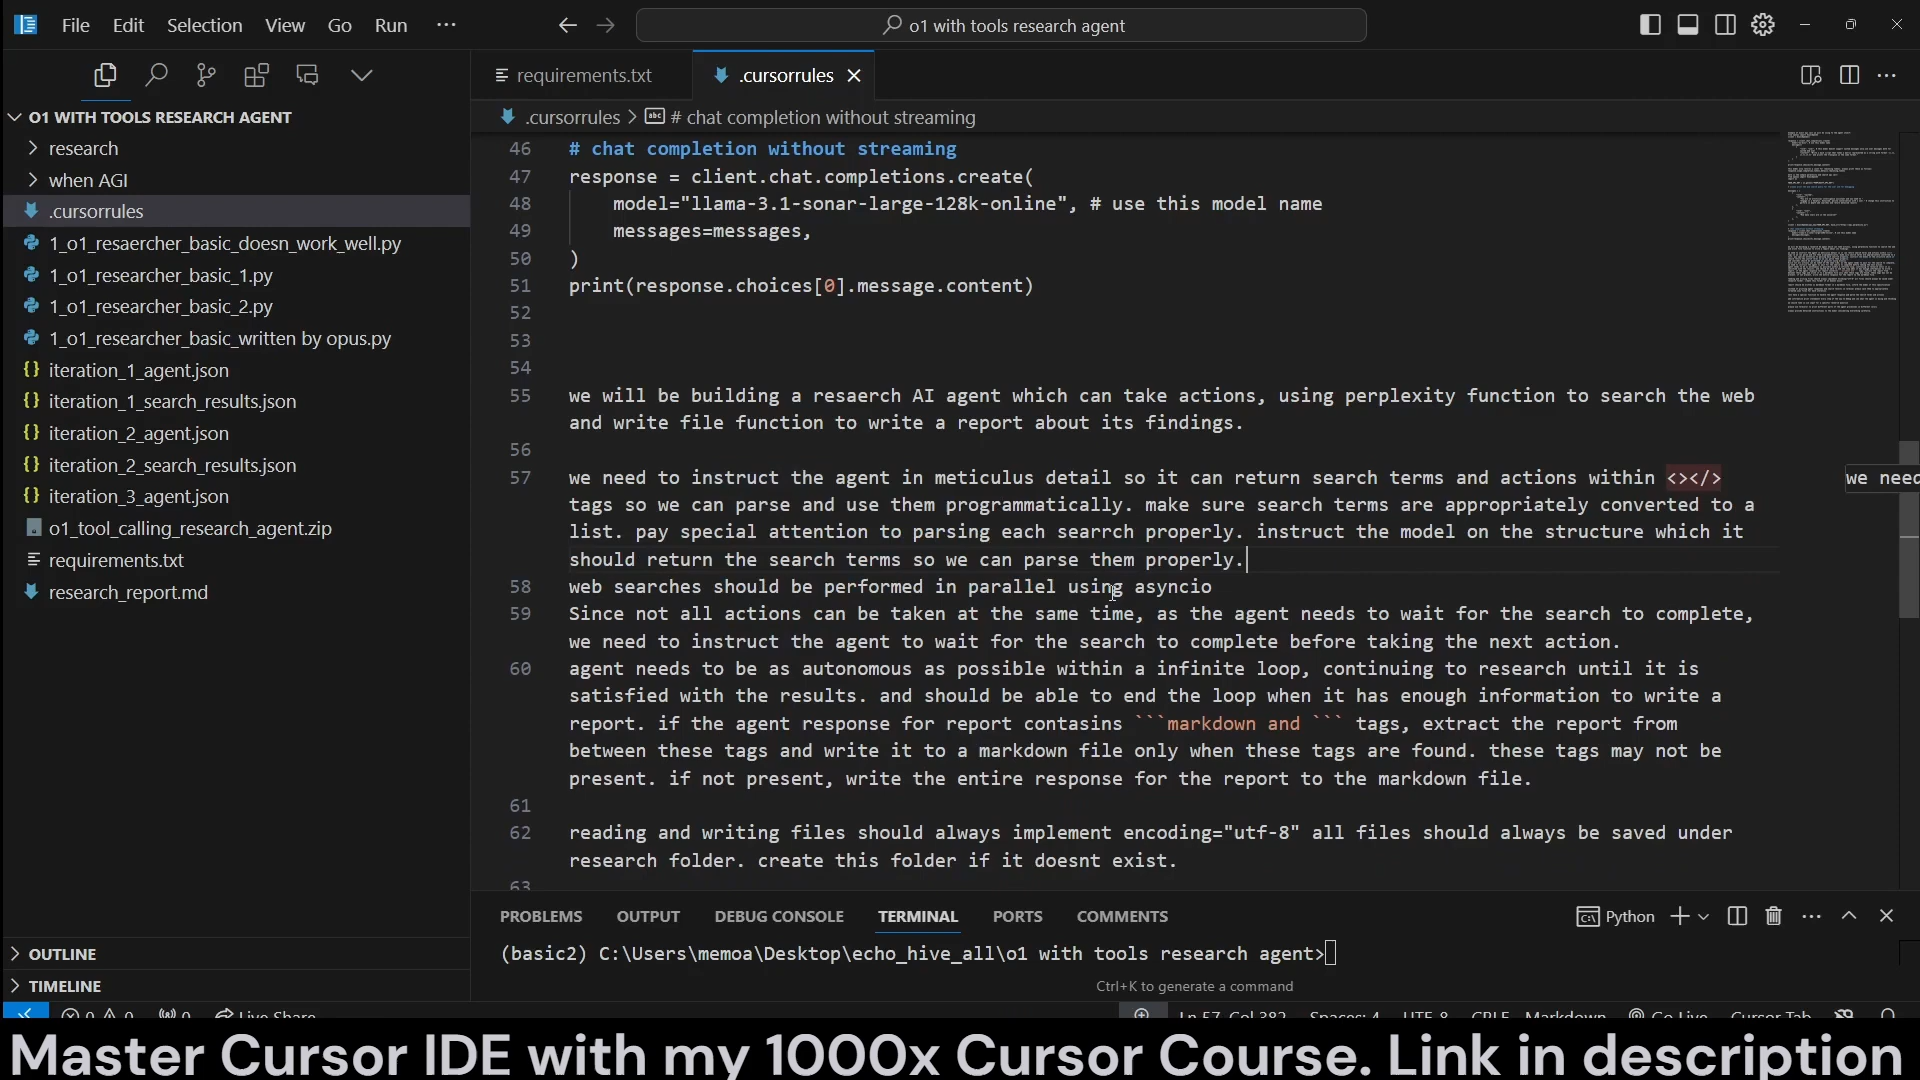 File Edit Selection View Go Run ···
o1 with tools research agent
requirements.txt
.cursorrules
O1 WITH TOOLS RESEARCH AGENT
research
when AGI
.cursorrules
1_o1_resaercher_basic_doesn_work_well.py
1_o1_researcher_basic_1.py
1_o1_researcher_basic_2.py
1_o1_researcher_basic_written by opus.py
iteration_1_agent.json
iteration_1_search_results.json
iteration_2_agent.json
iteration_2_search_results.json
iteration_3_agent.json
o1_tool_calling_research_agent.zip
requirements.txt
research_report.md
OUTLINE
TIMELINE
.cursorrules > # chat completion without streaming
46 # chat completion without streaming
47 response = client.chat.completions.create(
48 model="llama-3.1-sonar-large-128k-online", # use this model name
49 messages=messages,
50 )
51 print(response.choices[0].message.content)
52
53
54
55 we will be building a resaerch AI agent which can take actions, using perplexity function to search the web
and write file function to write a report about its findings.
56
57 we need to instruct the agent in meticulus detail so it can return search terms and actions within <></>
we need
tags so we can parse and use them programmatically. make sure search terms are appropriately converted to a
list. pay special attention to parsing each searrch properly. instruct the model on the structure which it
should return the search terms so we can parse them properly.
58 web searches should be performed in parallel using asyncio
59 Since not all actions can be taken at the same time, as the agent needs to wait for the search to complete,
we need to instruct the agent to wait for the search to complete before taking the next action.
60 agent needs to be as autonomous as possible within a infinite loop, continuing to research until it is
satisfied with the results. and should be able to end the loop when it has enough information to write a
report. if the agent response for report contasins ```markdown and ``` tags, extract the report from
between these tags and write it to a markdown file only when these tags are found. these tags may not be
present. if not present, write the entire response for the report to the markdown file.
61
62 reading and writing files should always implement encoding="utf-8" all files should always be saved under
research folder. create this folder if it doesnt exist.
63
PROBLEMS OUTPUT DEBUG CONSOLE TERMINAL PORTS COMMENTS
Python
(basic2) C:\Users\memoa\Desktop\echo_hive_all\o1 with tools research agent>
Ctrl+K to generate a command
0 0 0 Live Share Ln 57, Col 382 Spaces: 4 UTF-8 CRLF Markdown Go Live Cursor Tab
Master Cursor IDE with my 1000x Cursor Course. Link in description